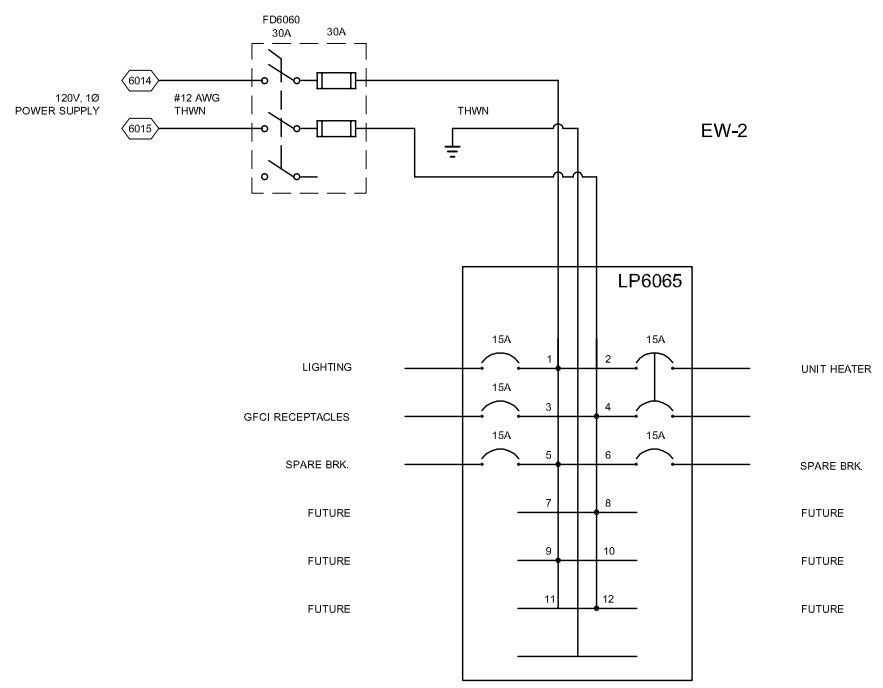 FD6060
30A
30A
6014
120V, 1Ø
POWER SUPPLY
#12 AWG
THWN
6015
THWN
EW-2
LP6065
15A
15A
LIGHTING
1
2
UNIT HEATER
15A
GFCI RECEPTACLES
3
4
15A
15A
SPARE BRK.
5
6
SPARE BRK.
FUTURE
7
8
FUTURE
FUTURE
9
10
FUTURE
FUTURE
11
12
FUTURE